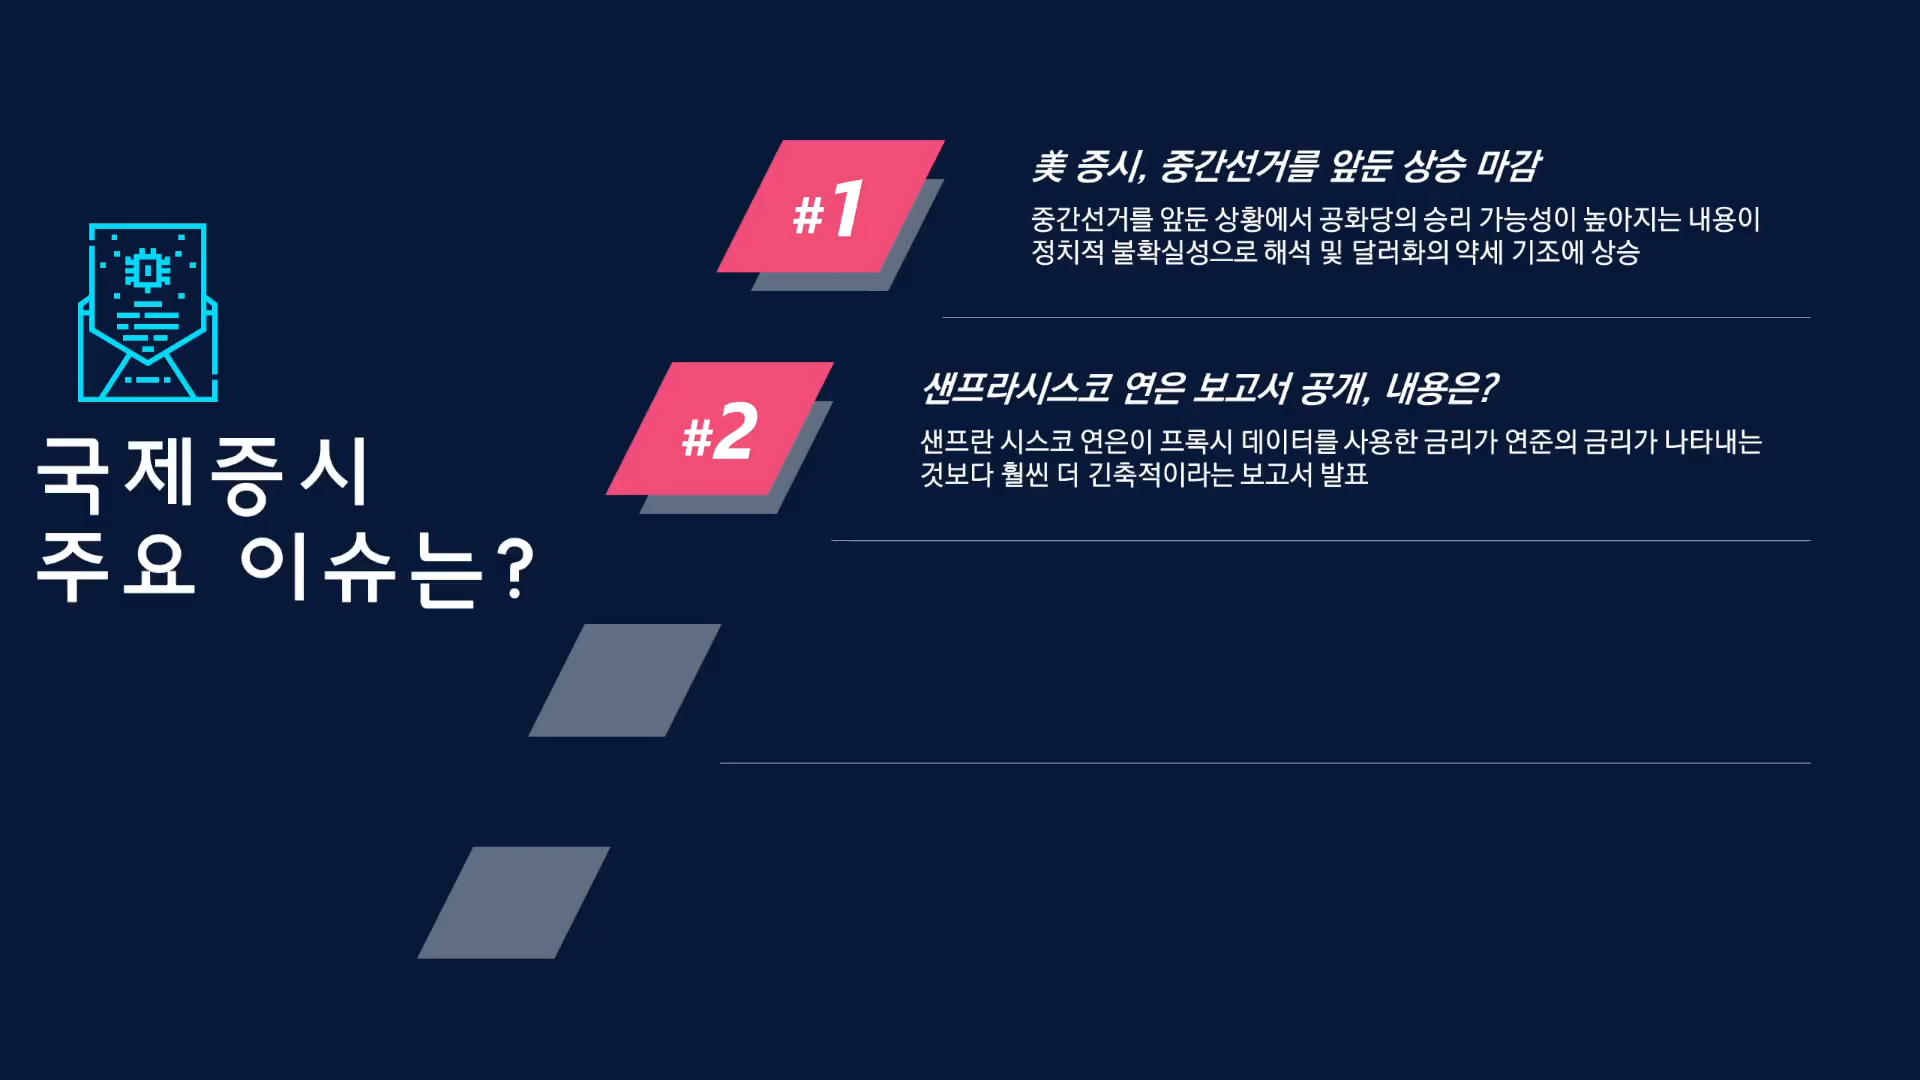 국제증시
주요 이슈는?
#1
美 증시, 중간선거를 앞둔 상승 마감
중간선거를 앞둔 상황에서 공화당의 승리 가능성이 높아지는 내용이
정치적 불확실성으로 해석 및 달러화의 약세 기조에 상승
#2
샌프라시스코 연은 보고서 공개, 내용은?
샌프란 시스코 연은이 프록시 데이터를 사용한 금리가 연준의 금리가 나타내는
것보다 훨씬 더 긴축적이라는 보고서 발표